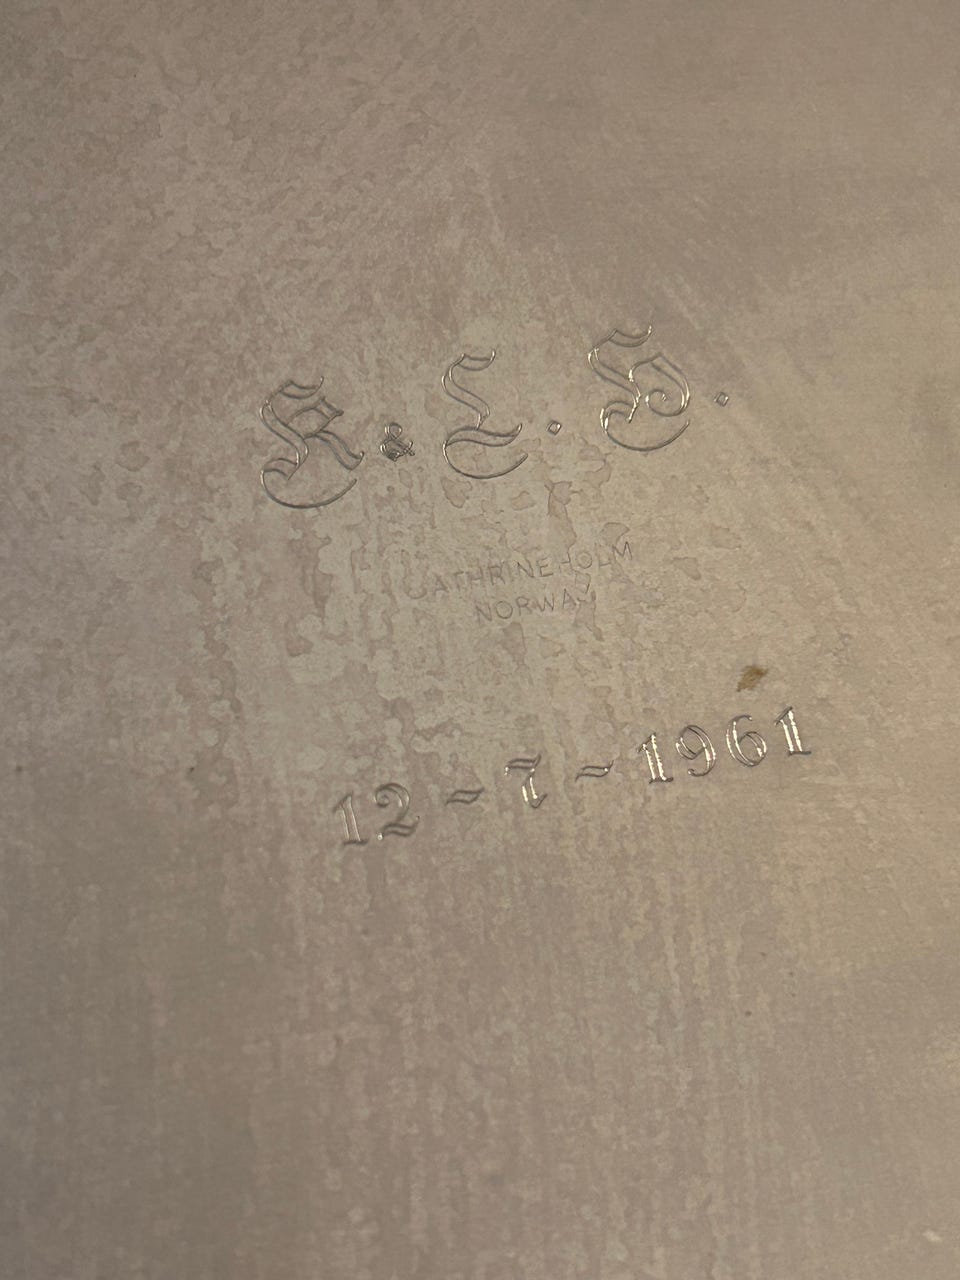 K & L. H.
CATHRINEHOLM
NORWAY
12-7-1961